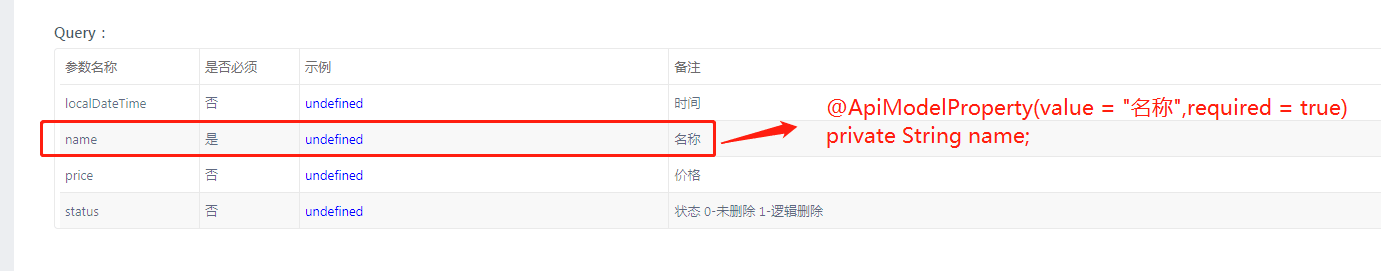 Query：
参数名称 是否必须 示例 备注
localDateTime 否 undefined 时间
name 是 undefined 名称
price 否 undefined 价格
status 否 undefined 状态 0-未删除 1-逻辑删除
@ApiModelProperty(value = "名称",required = true)
private String name;